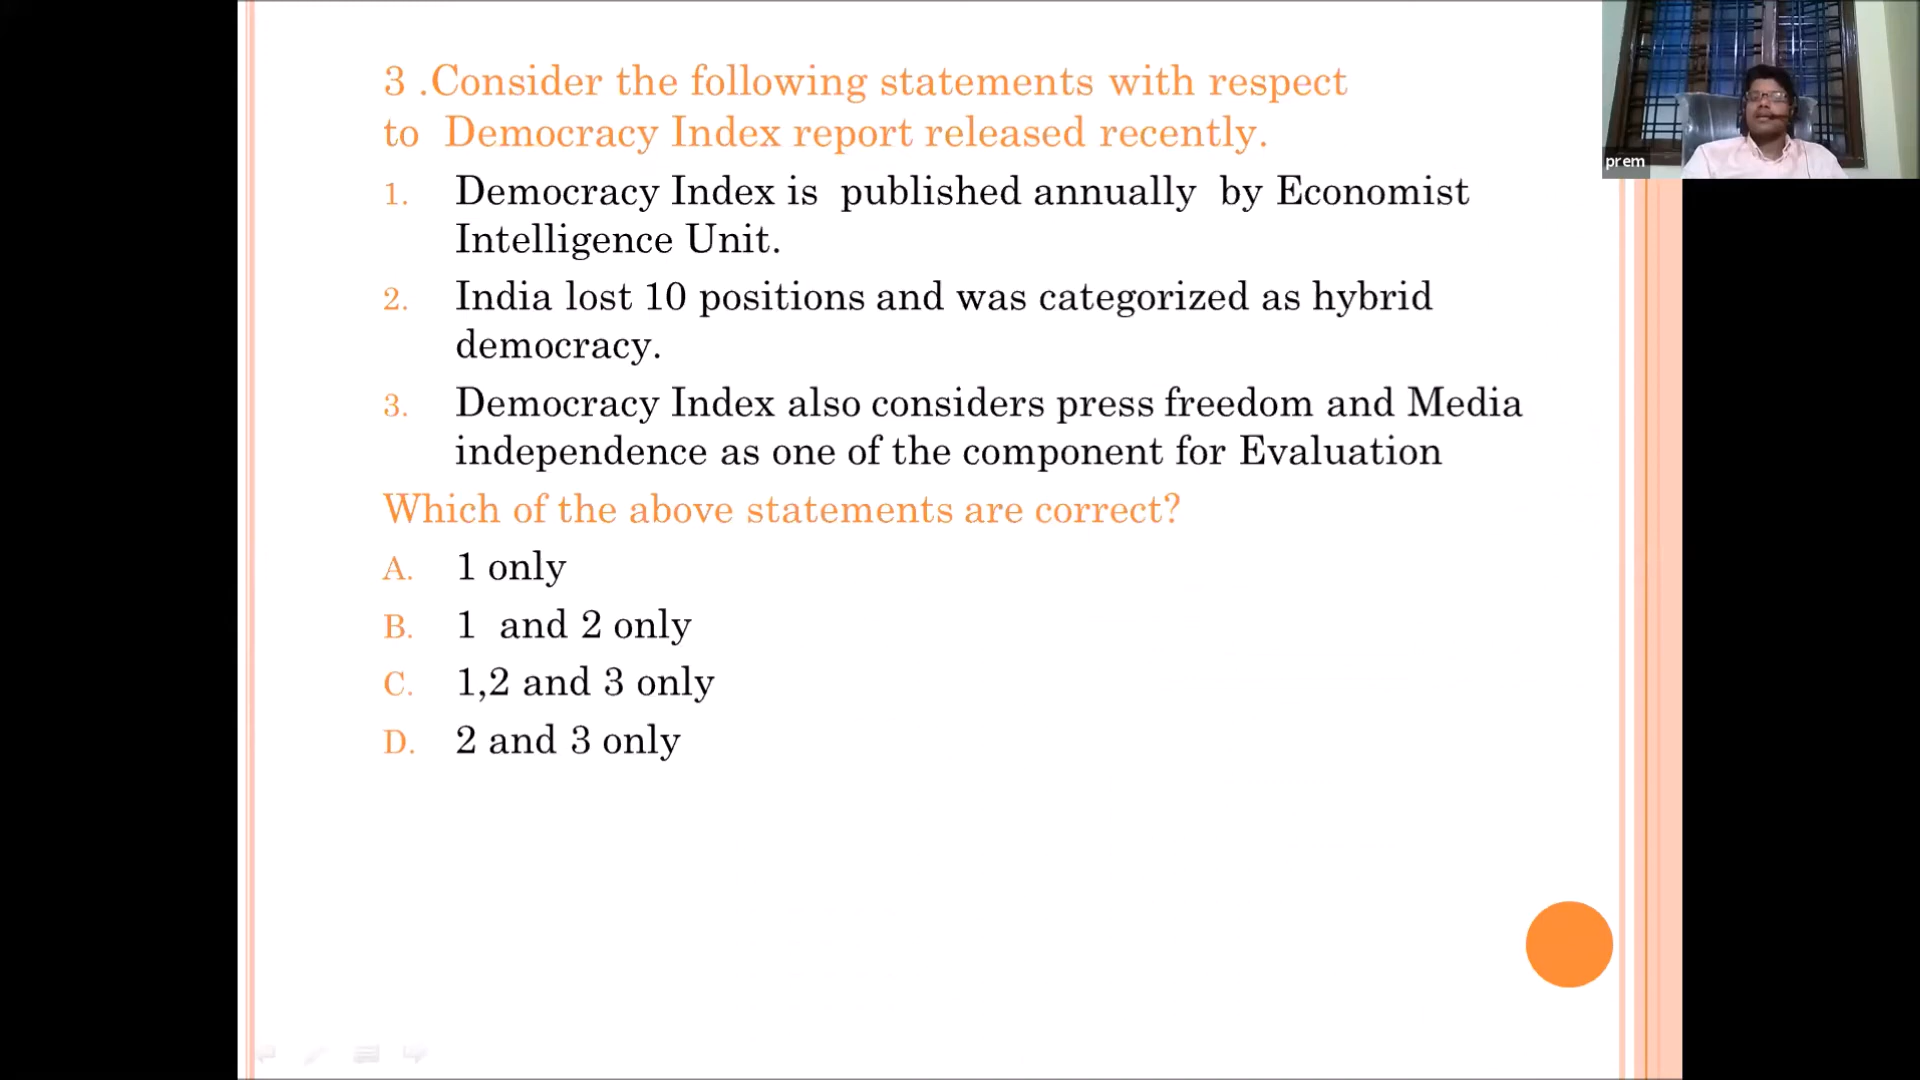 3 .Consider the following statements with respect
to Democracy Index report released recently.
1. Democracy Index is published annually by Economist
Intelligence Unit.
2. India lost 10 positions and was categorized as hybrid
democracy.
3. Democracy Index also considers press freedom and Media
independence as one of the component for Evaluation
Which of the above statements are correct?
A. 1 only
B. 1 and 2 only
C. 1,2 and 3 only
D. 2 and 3 only
prem